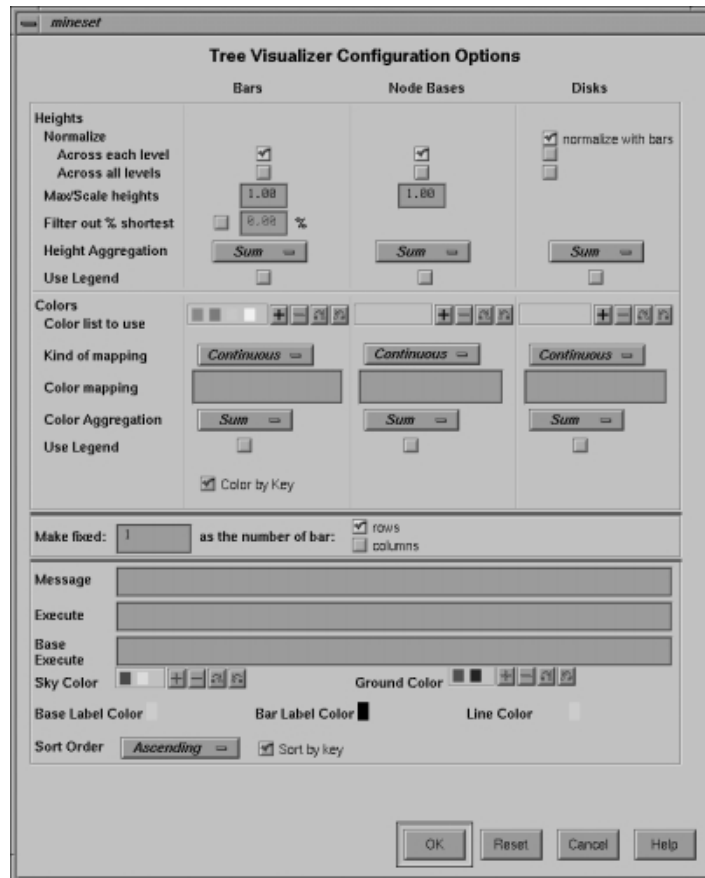 mineset
Tree Visualizer Configuration Options
Bars Node Bases Disks
Heights
Normalize
normalize with bars
Across each level
Across all levels
Max/Scale heights 1.00 1.00
Filter out % shortest 0.00 %
Height Aggregation Sum Sum Sum
Use Legend
Colors
Color list to use
Kind of mapping Continuous Continuous Continuous
Color mapping
Color Aggregation Sum Sum Sum
Use Legend
Color by Key
Make fixed: 1 as the number of bar: rows
columns
Message
Execute
Base
Execute
Sky Color Ground Color
Base Label Color Bar Label Color Line Color
Sort Order Ascending Sort by key
OK Reset Cancel Help